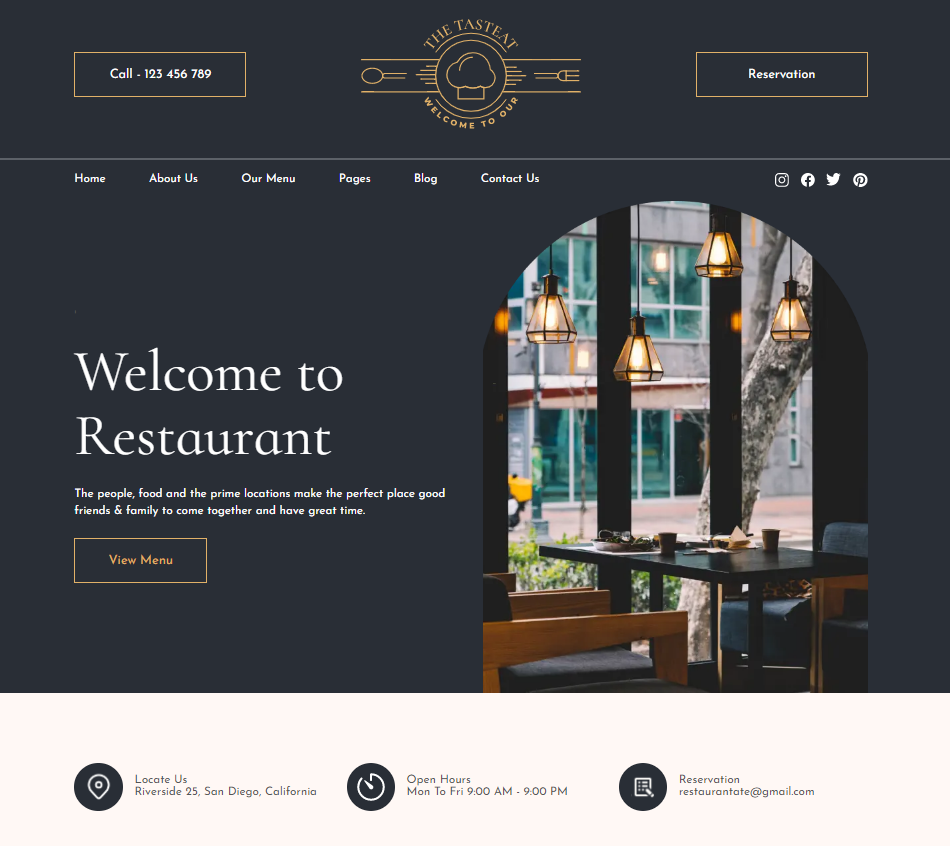 Call - 123 456 789
THE TASTEAT
WELCOME TO OUR
Reservation
Home
About Us
Our Menu
Pages
Blog
Contact Us
Welcome to
Restaurant
The people, food and the prime locations make the perfect place good
friends & family to come together and have great time.
View Menu
Locate Us
Riverside 25, San Diego, California
Open Hours
Mon To Fri 9:00 AM - 9:00 PM
Reservation
restaurantate@gmail.com